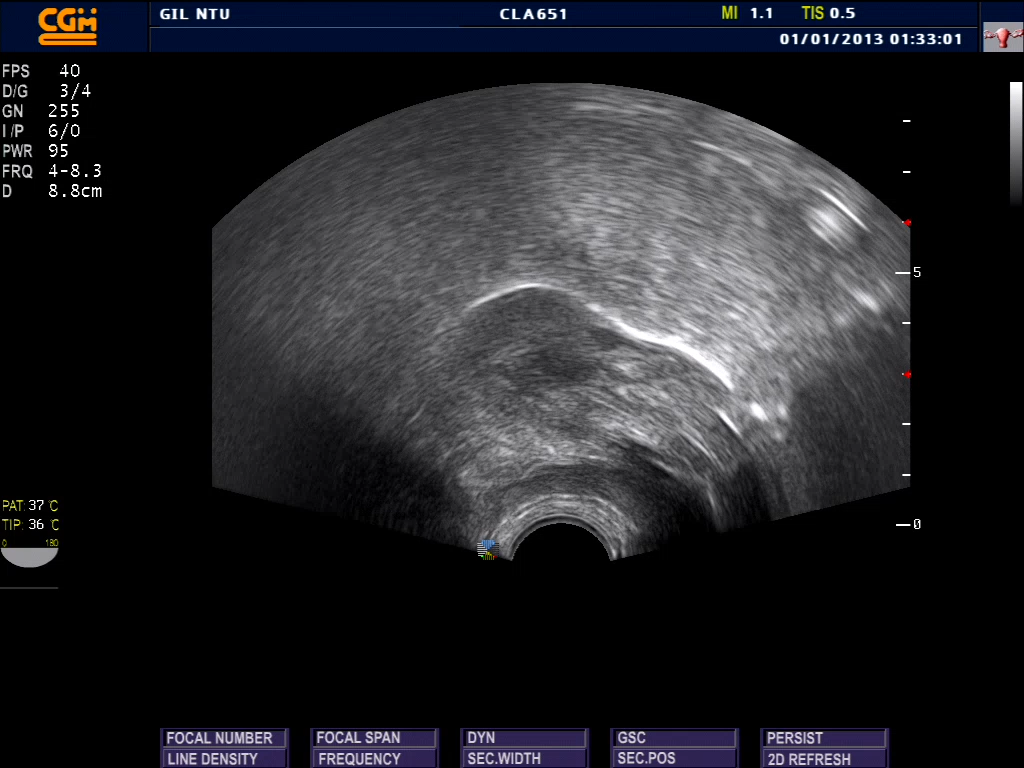 CGM
GIL NTU CLA651 MI 1.1 TIS 0.5
01/01/2013 01:33:01
FPS 40
D/G 3/4
GN 255
I/P 6/0
PWR 95
FRQ 4-8.3
D 8.8cm
5
PAT: 37 °C
TIP: 36 °C
0 180
0
FOCAL NUMBER FOCAL SPAN DYN GSC PERSIST
LINE DENSITY FREQUENCY SEC.WIDTH SEC.POS 2D REFRESH